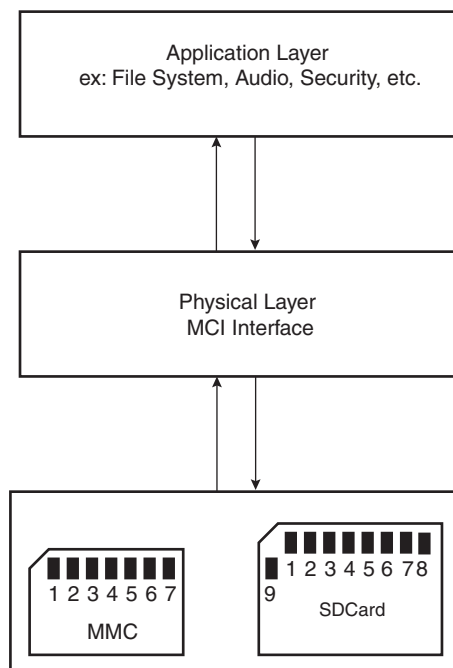 Application Layer
ex: File System, Audio, Security, etc.
Physical Layer
MCI Interface
1 2 3 4 5 6 7
MMC
1 2 3 4 5 6 7 8
9
SDCard